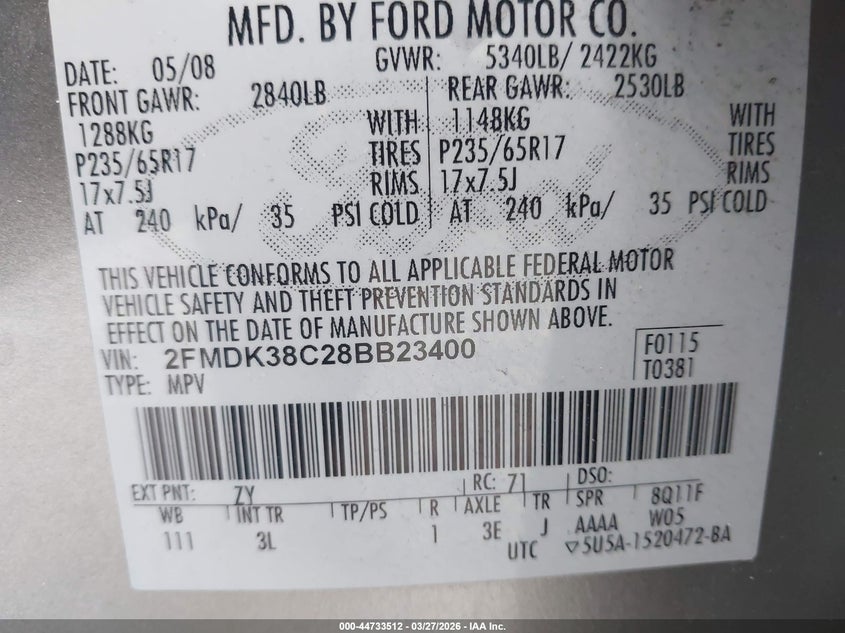 MFD. BY FORD MOTOR CO.
DATE: 05/08 GVWR: 5340LB/ 2422KG
FRONT GAWR: 2840LB REAR GAWR: 2530LB
1288KG WITH 1148KG WITH
P235/65R17 TIRES P235/65R17 TIRES
17x7.5J RIMS 17x7.5J RIMS
AT 240 kPa/ 35 PSI COLD AT 240 kPa/ 35 PSI COLD
THIS VEHICLE CONFORMS TO ALL APPLICABLE FEDERAL MOTOR
VEHICLE SAFETY AND THEFT PREVENTION STANDARDS IN
EFFECT ON THE DATE OF MANUFACTURE SHOWN ABOVE.
VIN: 2FMDK38C28BB23400 F0115
TYPE: MPV T0381
EXT PNT: ZY RC: 71 DSO:
WB INT TR TP/PS R AXLE TR SPR 8Q11F
111 3L 1 3E J AAAA W05
UTC ▽5U5A-1520472-BA
000-44733512 — 03/27/2026 — IAA Inc.